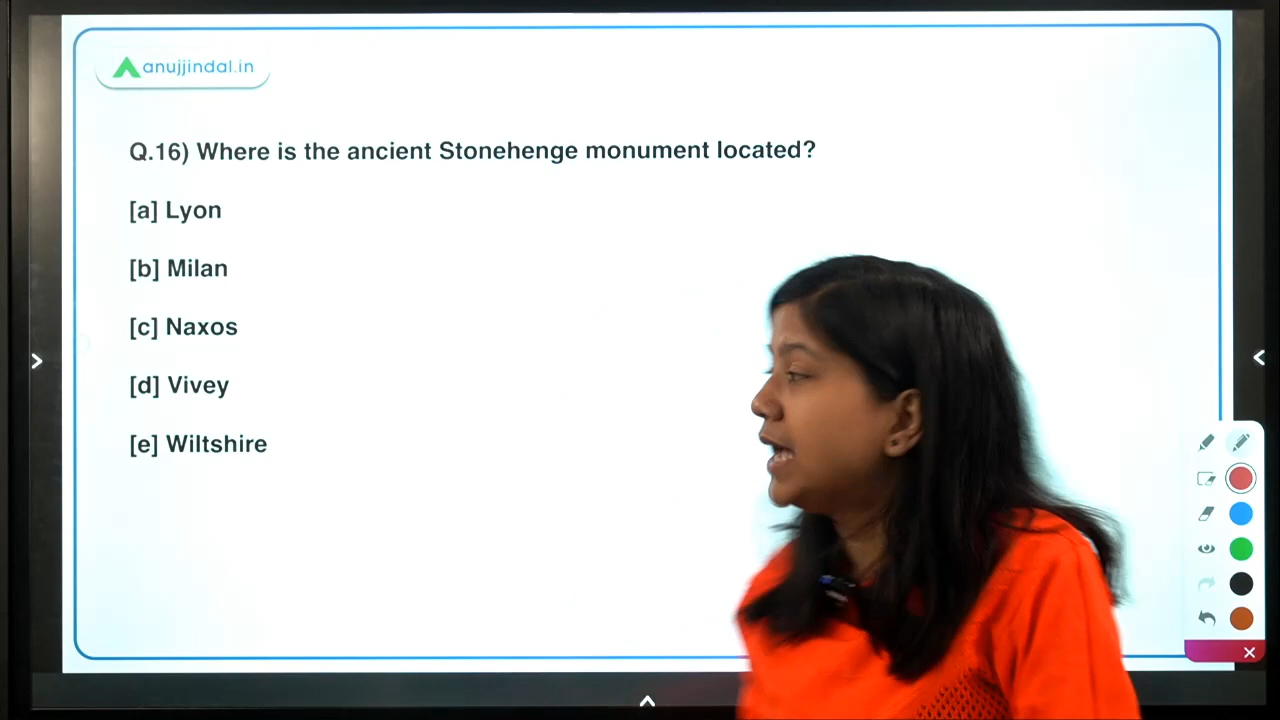 anujjindal.in
Q.16) Where is the ancient Stonehenge monument located?
[a] Lyon
[b] Milan
[c] Naxos
[d] Vivey
[e] Wiltshire